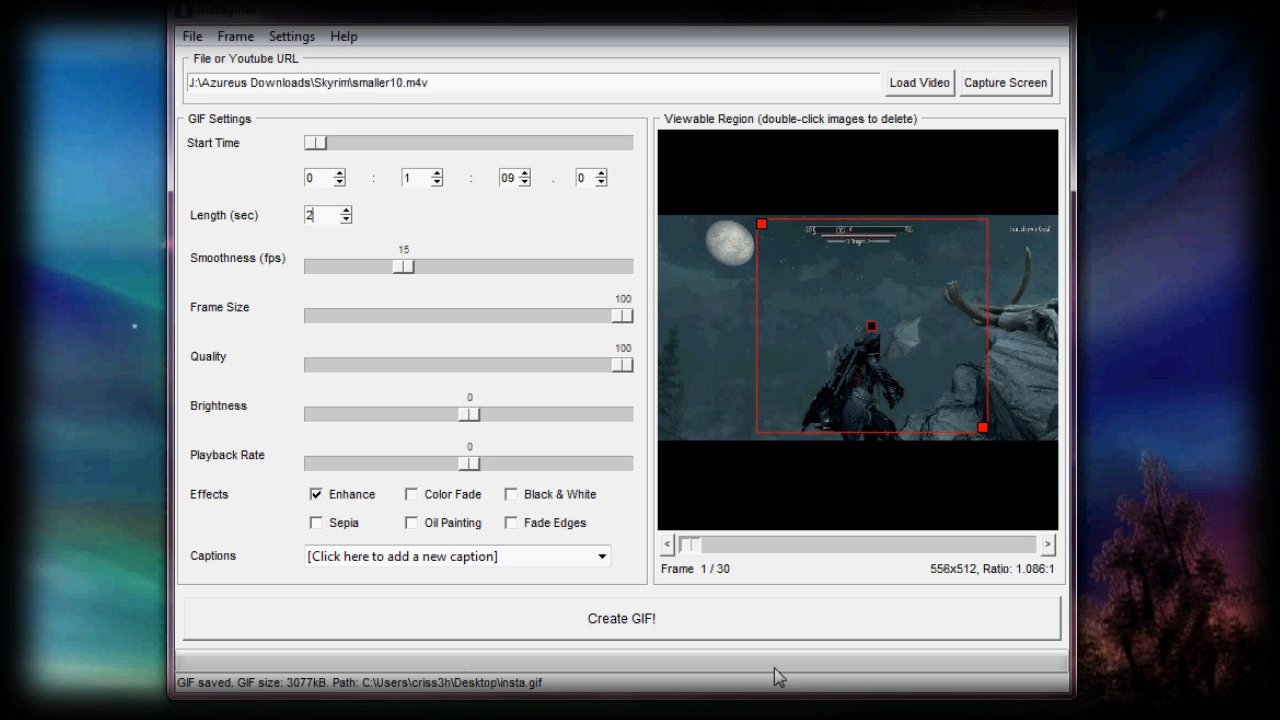 Instagiffer
File Frame Settings Help
File or Youtube URL
J:\Azureus Downloads\Skyrim\smaller10.m4v
Load Video
Capture Screen
GIF Settings
Start Time
0 : 1 : 09 . 0
Length (sec) 2
15
Smoothness (fps)
100
Frame Size
100
Quality
0
Brightness
0
Playback Rate
Effects Enhance Color Fade Black & White
Sepia Oil Painting Fade Edges
Captions [Click here to add a new caption]
Viewable Region (double-click images to delete)
< >
Frame 1 / 30
556x512, Ratio: 1.086:1
Create GIF!
GIF saved. GIF size: 3077kB. Path: C:\Users\criss3h\Desktop\insta.gif